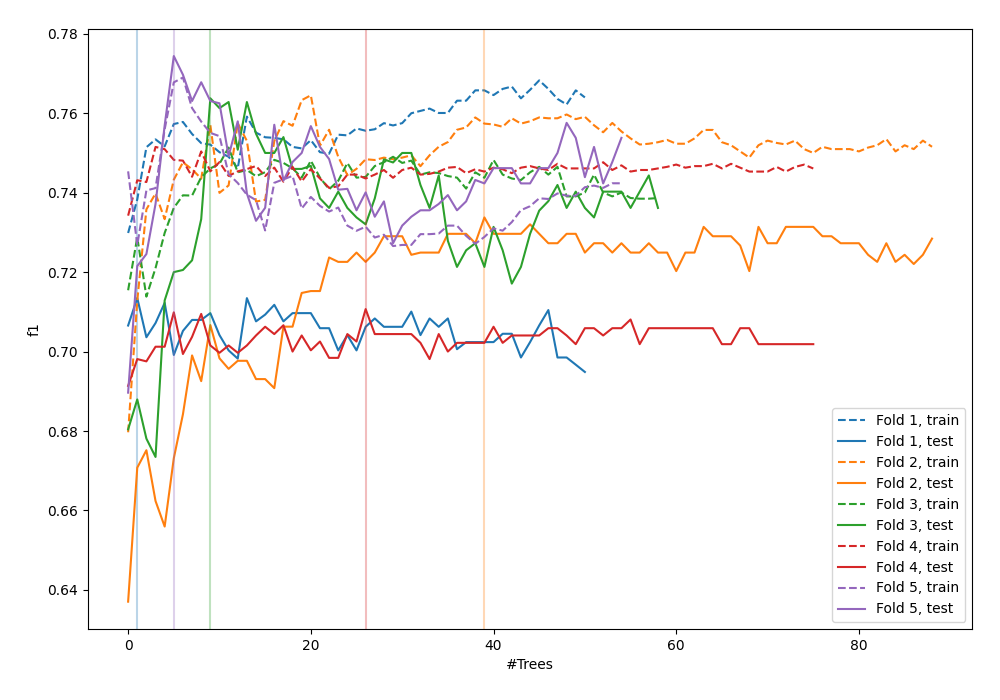 0.78
0.76
0.74
0.72
0.70
0.68
0.66
0.64
f1
0
20
40
60
80
#Trees
Fold 1, train
Fold 1, test
Fold 2, train
Fold 2, test
Fold 3, train
Fold 3, test
Fold 4, train
Fold 4, test
Fold 5, train
Fold 5, test